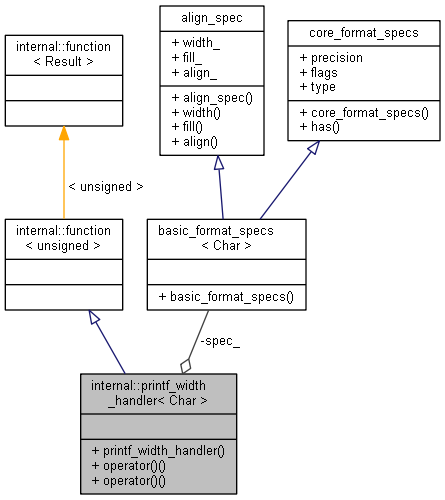 align_spec
+ width_
+ fill_
+ align_
+ align_spec()
+ width()
+ fill()
+ align()
core_format_specs
+ precision
+ flags
+ type
+ core_format_specs()
+ has()
internal::function
< Result >
< unsigned >
internal::function
< unsigned >
basic_format_specs
< Char >
+ basic_format_specs()
-spec_
internal::printf_width
_handler< Char >
+ printf_width_handler()
+ operator()()
+ operator()()